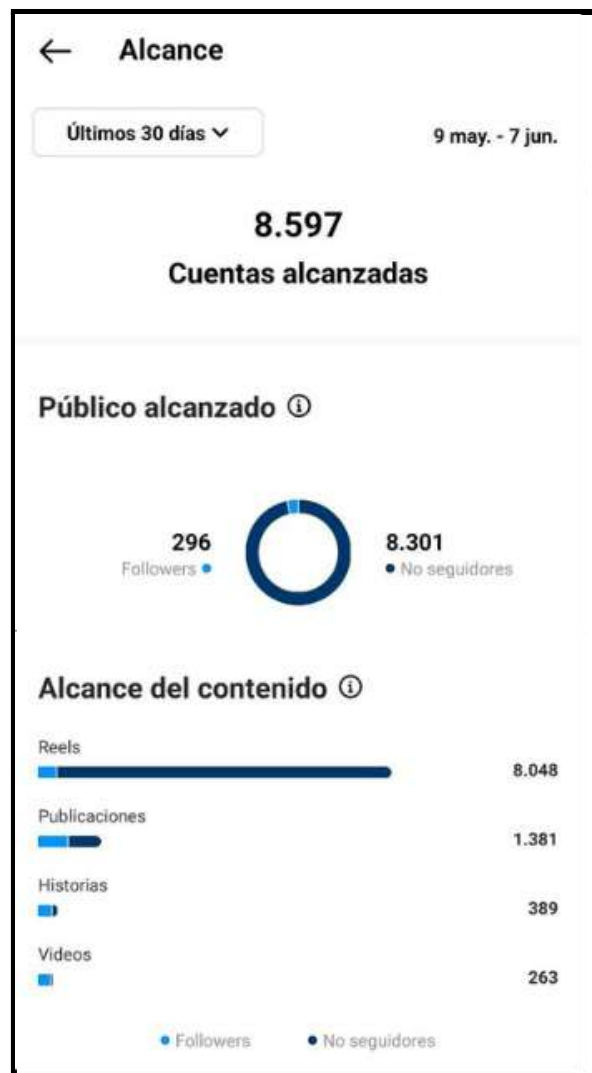 Alcance
Últimos 30 días
9 may. - 7 jun.
8.597
Cuentas alcanzadas
Público alcanzado
296
Followers
8.301
No seguidores
Alcance del contenido
Reels
8.048
Publicaciones
1.381
Historias
389
Videos
263
Followers
No seguidores